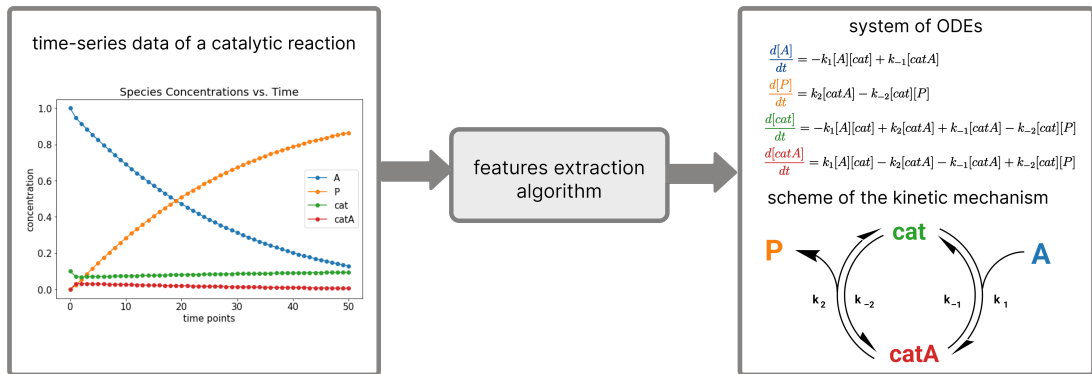 time-series data of a catalytic reaction
Species Concentrations vs. Time
concentration
1.0
0.8
0.6
0.4
0.2
0.0
A
P
cat
catA
0 10 20 30 40 50
time points
features extraction
algorithm
system of ODEs
d[A]/dt = −k₁[A][cat] + k₋₁[catA]
d[P]/dt = k₂[catA] − k₋₂[cat][P]
d[cat]/dt = −k₁[A][cat] + k₂[catA] + k₋₁[catA] − k₋₂[cat][P]
d[catA]/dt = k₁[A][cat] − k₂[catA] − k₋₁[catA] + k₋₂[cat][P]
scheme of the kinetic mechanism
cat
P A
k₂ k₋₂ k₋₁ k₁
catA